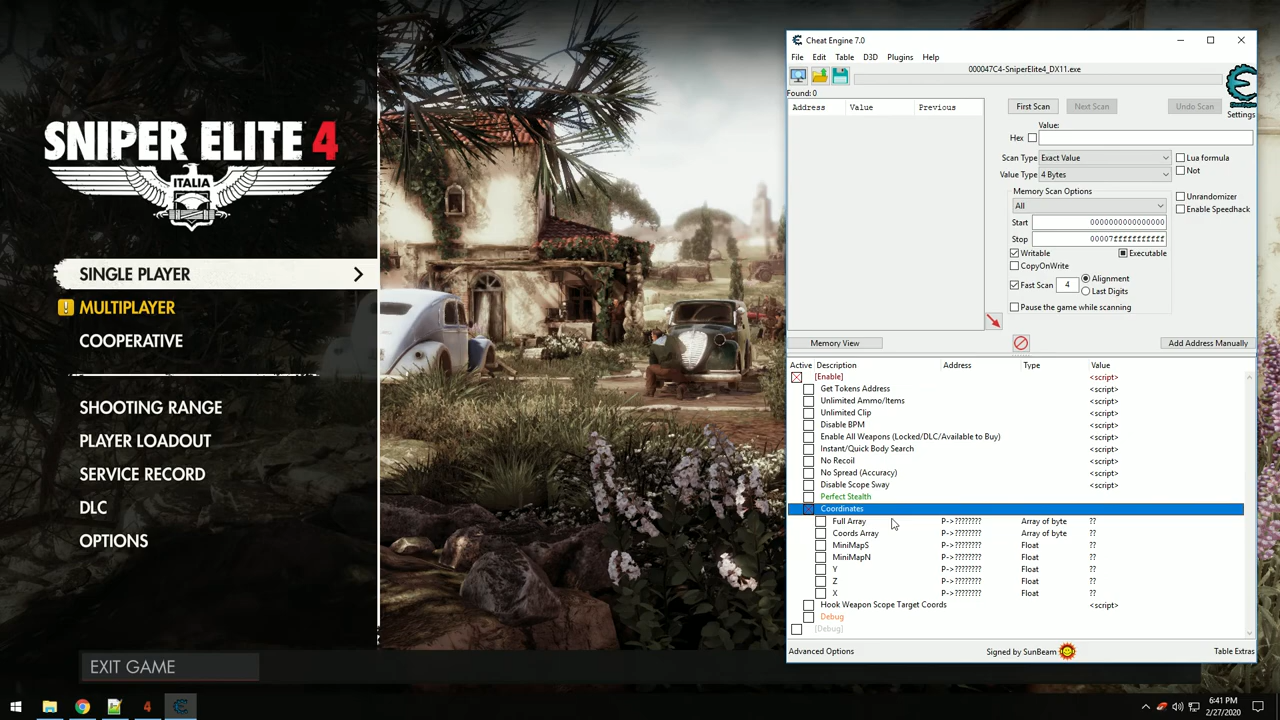 SNIPER ELITE 4
ITALIA
SINGLE PLAYER
MULTIPLAYER
COOPERATIVE
SHOOTING RANGE
PLAYER LOADOUT
SERVICE RECORD
DLC
OPTIONS
EXIT GAME
Cheat Engine 7.0
File Edit Table D3D Plugins Help
000047C4-SniperElite4_DX11.exe
Found: 0
Address Value Previous
First Scan Next Scan Undo Scan
Settings
Value:
Hex
Scan Type Exact Value Lua formula
Value Type 4 Bytes Not
Memory Scan Options
All
Unrandomizer
Enable Speedhack
Start 0000000000000000
Stop 00007fffffffffff
Writable Executable
CopyOnWrite
Fast Scan 4 Alignment
Last Digits
Pause the game while scanning
Memory View Add Address Manually
Active Description Address Type Value
[Enable] <script>
Get Tokens Address <script>
Unlimited Ammo/Items <script>
Unlimited Clip <script>
Disable BPM <script>
Enable All Weapons (Locked/DLC/Available to Buy) <script>
Instant/Quick Body Search <script>
No Recoil <script>
No Spread (Accuracy) <script>
Disable Scope Sway <script>
Perfect Stealth
Coordinates
Full Array P->???????? Array of byte ??
Coords Array P->???????? Array of byte ??
MiniMapS P->???????? Float ??
MiniMapN P->???????? Float ??
Y P->???????? Float ??
Z P->???????? Float ??
X P->???????? Float ??
Hook Weapon Scope Target Coords <script>
Debug
[Debug]
Advanced Options Signed by SunBeam Table Extras
4
6:41 PM
2/27/2020